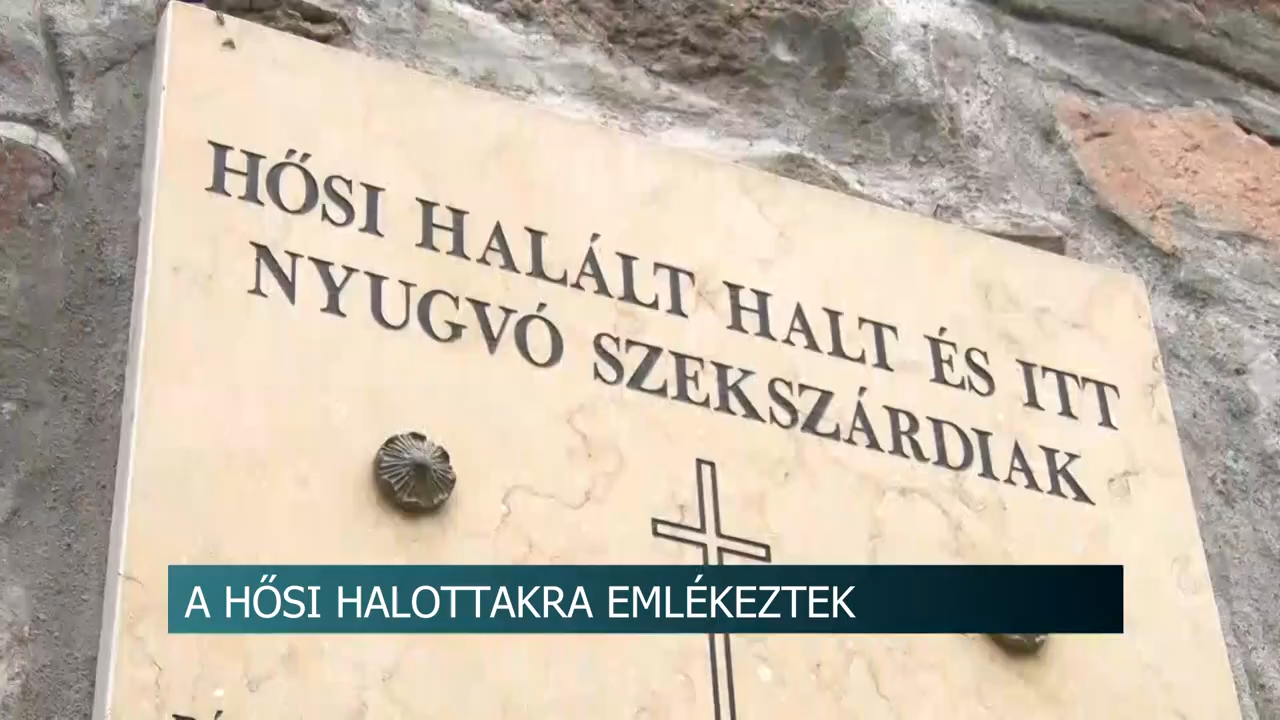 HŐSI HALÁLT HALT ÉS ITT
NYUGVÓ SZEKSZÁRDIAK
A HŐSI HALOTTAKRA EMLÉKEZTEK